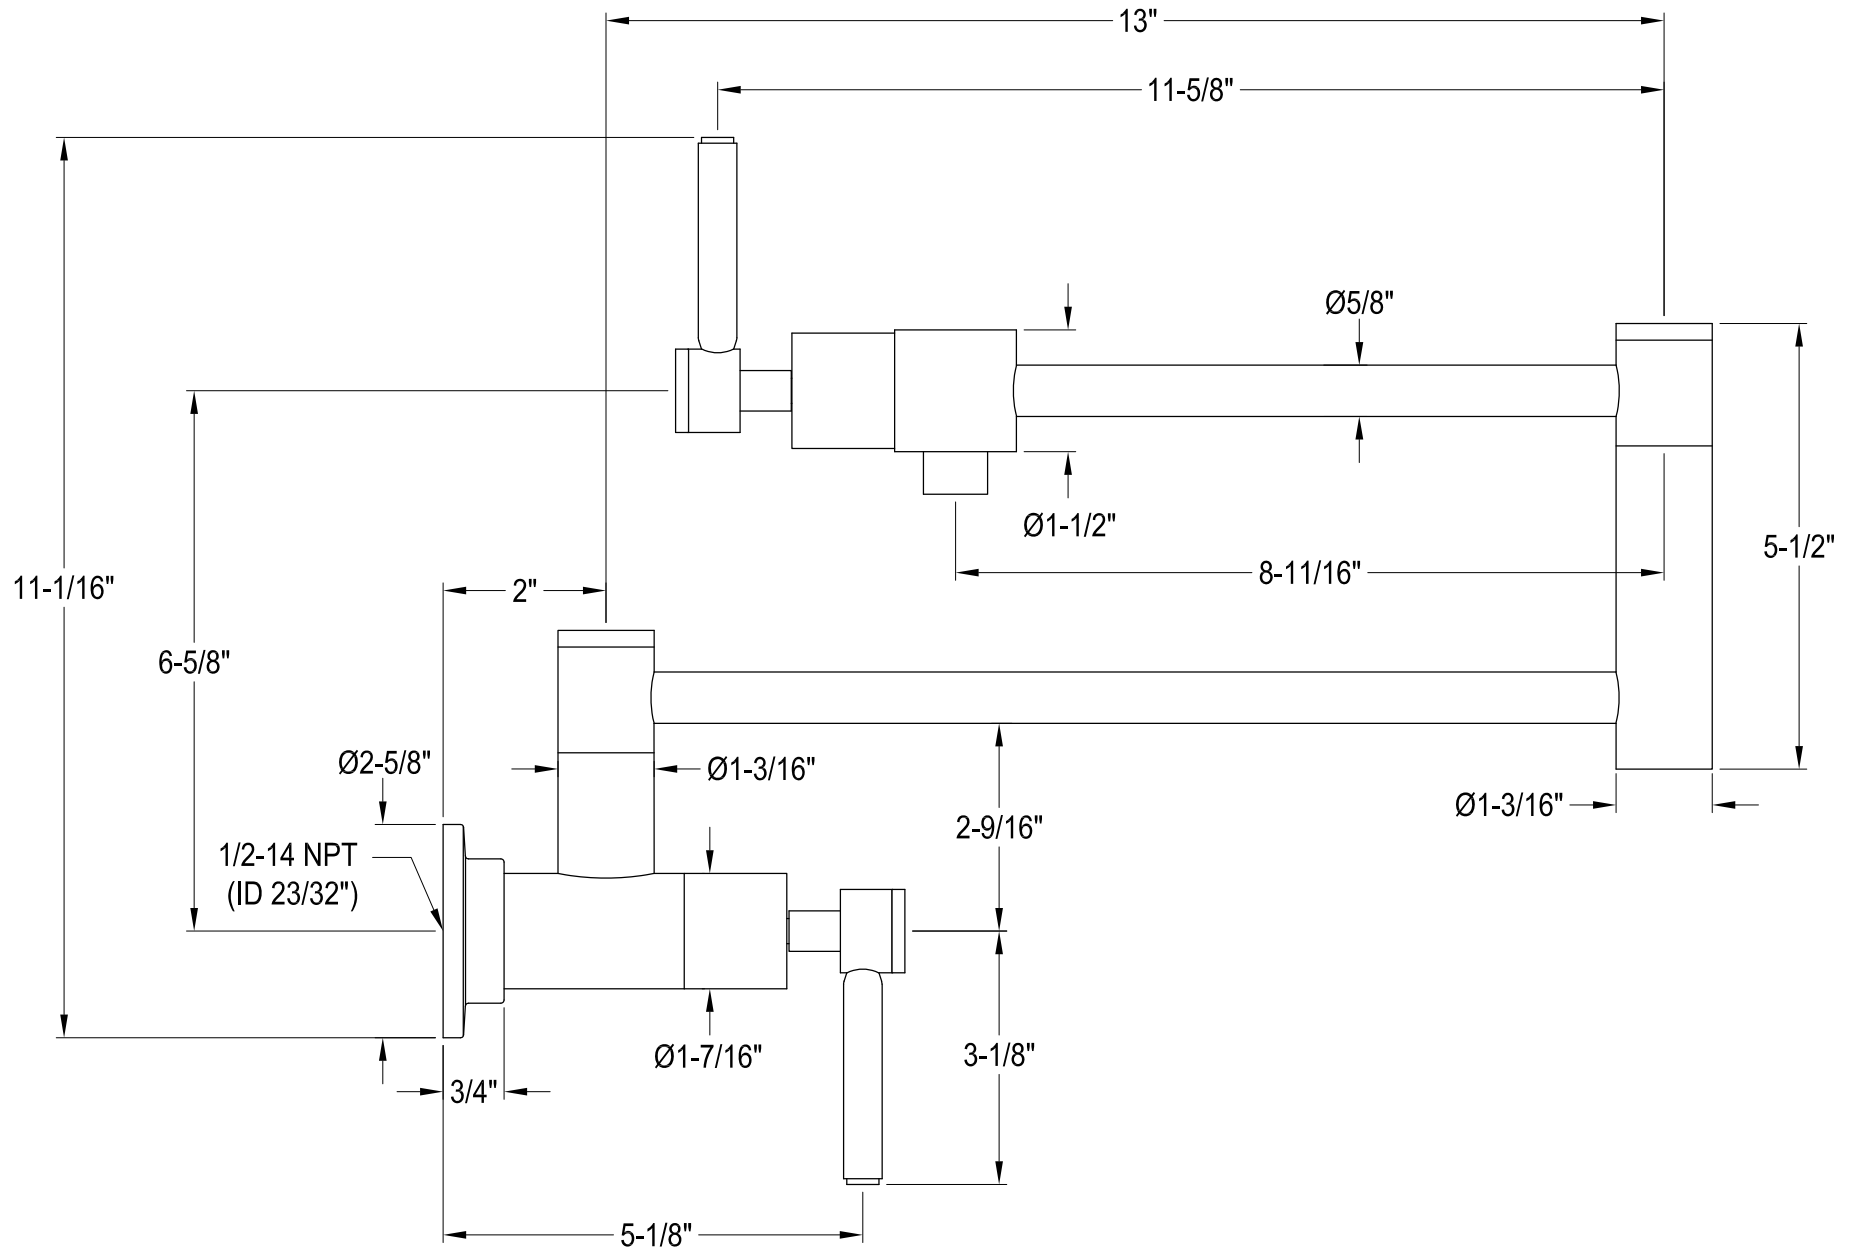 13"
11-5/8"
Ø5/8"
Ø1-1/2"
5-1/2"
8-11/16"
11-1/16"
2"
6-5/8"
Ø2-5/8"
Ø1-3/16"
Ø1-3/16"
2-9/16"
1/2-14 NPT
(ID 23/32")
Ø1-7/16"
3-1/8"
3/4"
5-1/8"